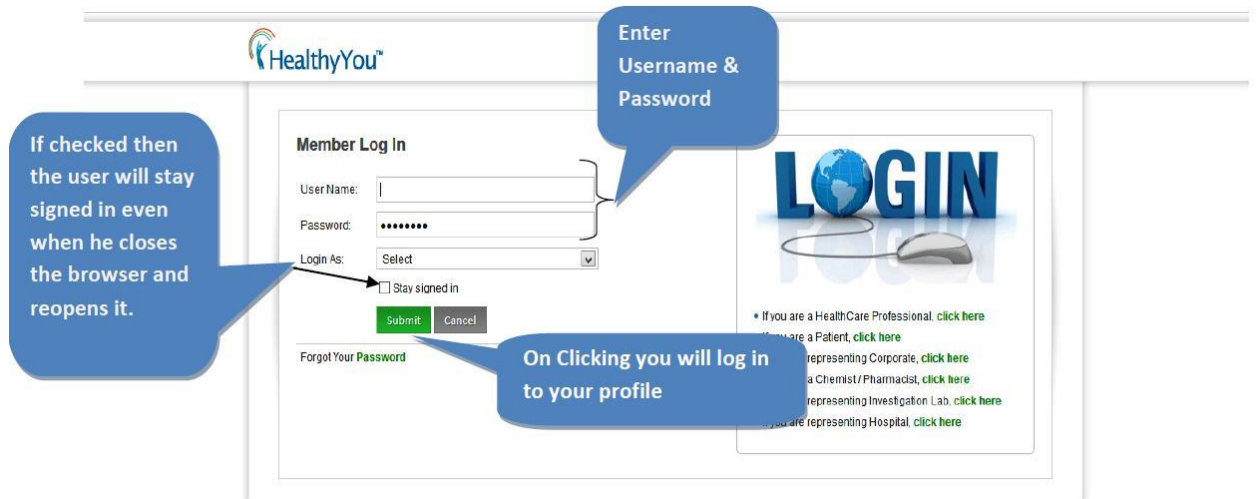 HealthyYou™
Enter
Username &
Password
If checked then
the user will stay
signed in even
when he closes
the browser and
reopens it.
Member Log In
User Name:
Password:
Login As: Select
Stay signed in
Submit Cancel
Forgot Your Password
On Clicking you will log in
to your profile
LOGIN
If you are a HealthCare Professional, click here
are a Patient, click here
representing Corporate, click here
a Chemist / Pharmacist, click here
representing Investigation Lab, click here
If you are representing Hospital, click here